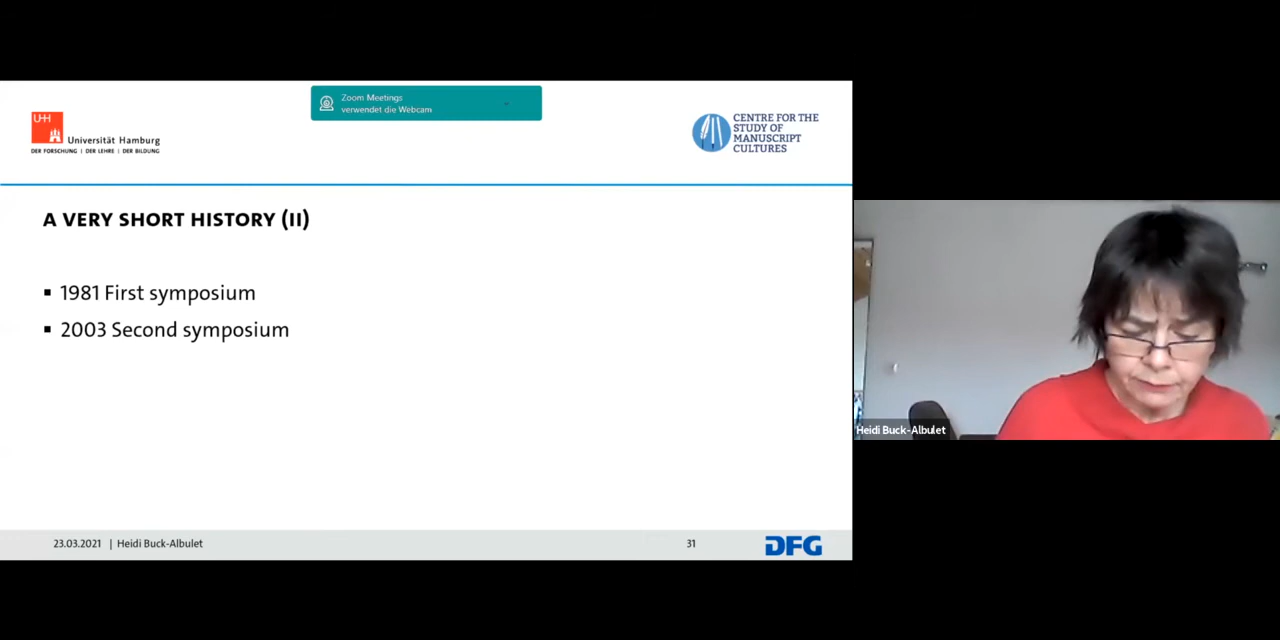 Zoom Meetings
verwendet die Webcam
UH
Universität Hamburg
DER FORSCHUNG | DER LEHRE | DER BILDUNG
CENTRE FOR THE
STUDY OF
MANUSCRIPT
CULTURES
A VERY SHORT HISTORY (II)
▪ 1981 First symposium
▪ 2003 Second symposium
Heidi Buck-Albulet
23.03.2021 | Heidi Buck-Albulet
31
DFG